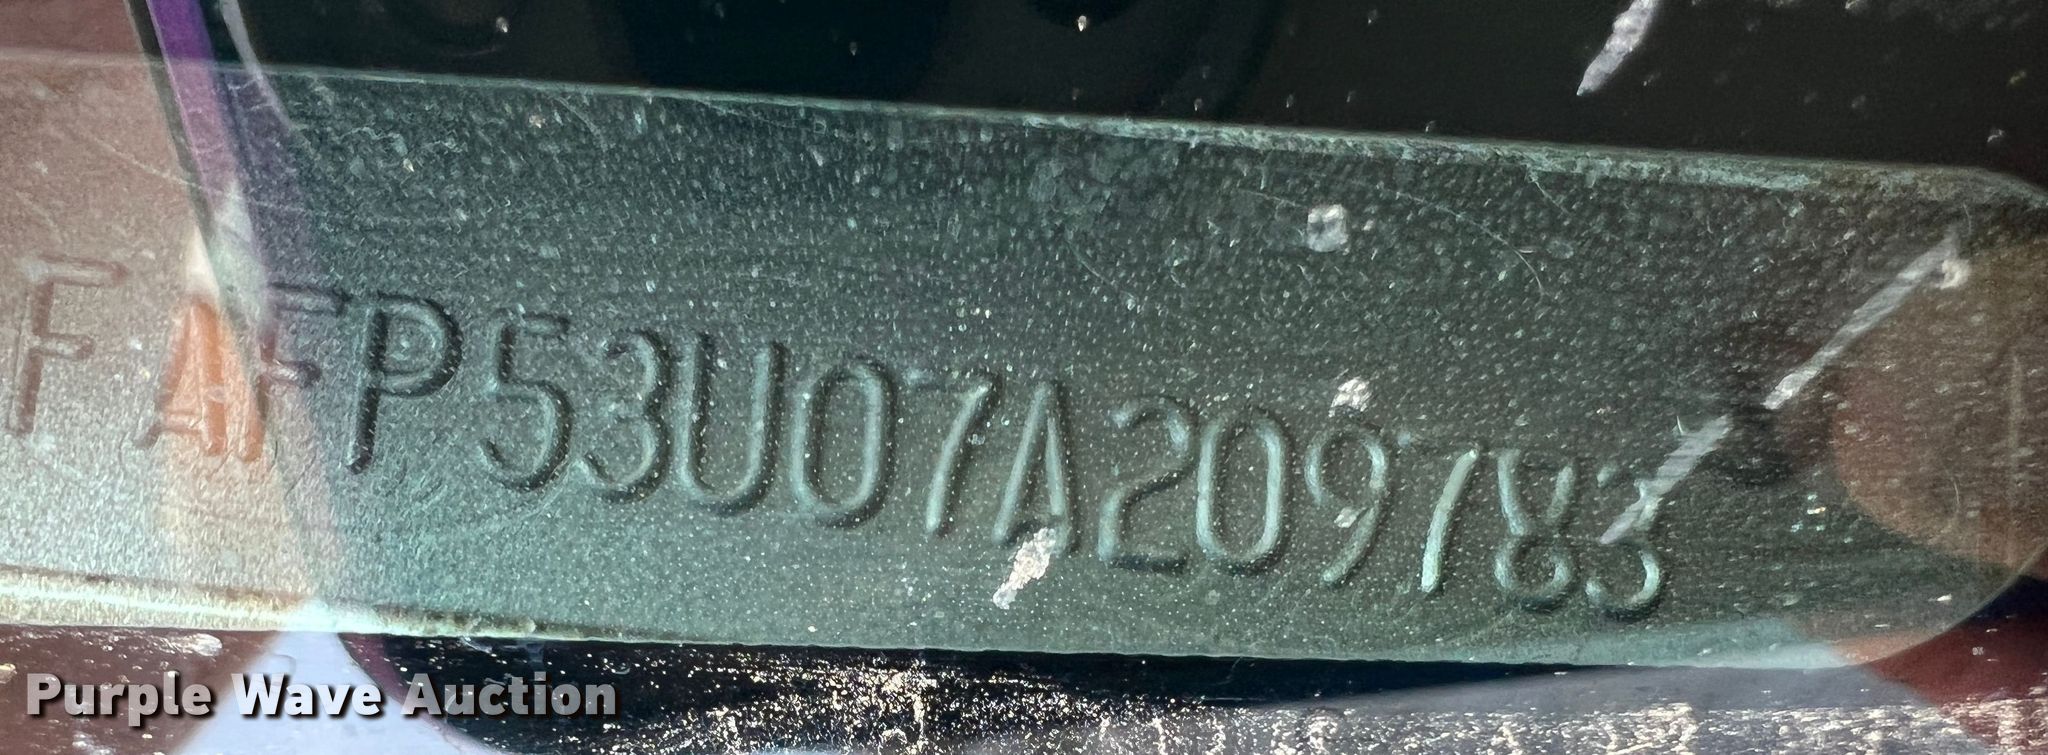 FAFP53U07A209783
Purple Wave Auction